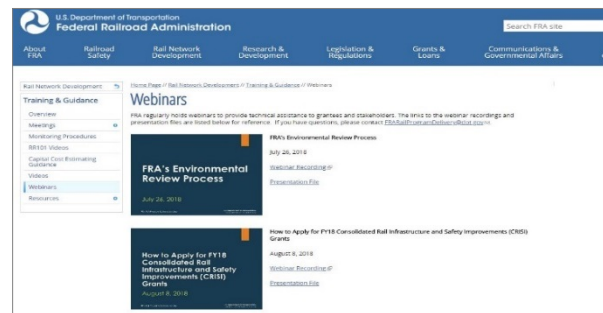 U.S. Department of Transportation
Federal Railroad Administration
Search FRA site
About FRA
Railroad Safety
Rail Network Development
Research & Development
Legislation & Regulations
Grants & Loans
Communications & Governmental Affairs
Rail Network Development
Training & Guidance
Overview
Meetings
Monitoring Procedures
RR101 Videos
Capital Cost Estimating
Guidance
Videos
Webinars
Resources
Home Page // Rail Network Development // Training & Guidance // Webinars
Webinars
FRA regularly holds webinars to provide technical assistance to grantees and stakeholders. The links to the webinar recordings and
presentation files are listed below for reference. If you have questions, please contact
FRA's Environmental
Review Process
July 26, 2018
FRA's Environmental Review Process
July 26, 2018
Webinar Recording
Presentation File
How to Apply for FY18
Consolidated Rail
Infrastructure and Safety
Improvements (CRISI)
Grants
August 8, 2018
How to Apply for FY18 Consolidated Rail Infrastructure and Safety Improvements (CRISI)
Grants
August 8, 2018
Webinar Recording
Presentation File